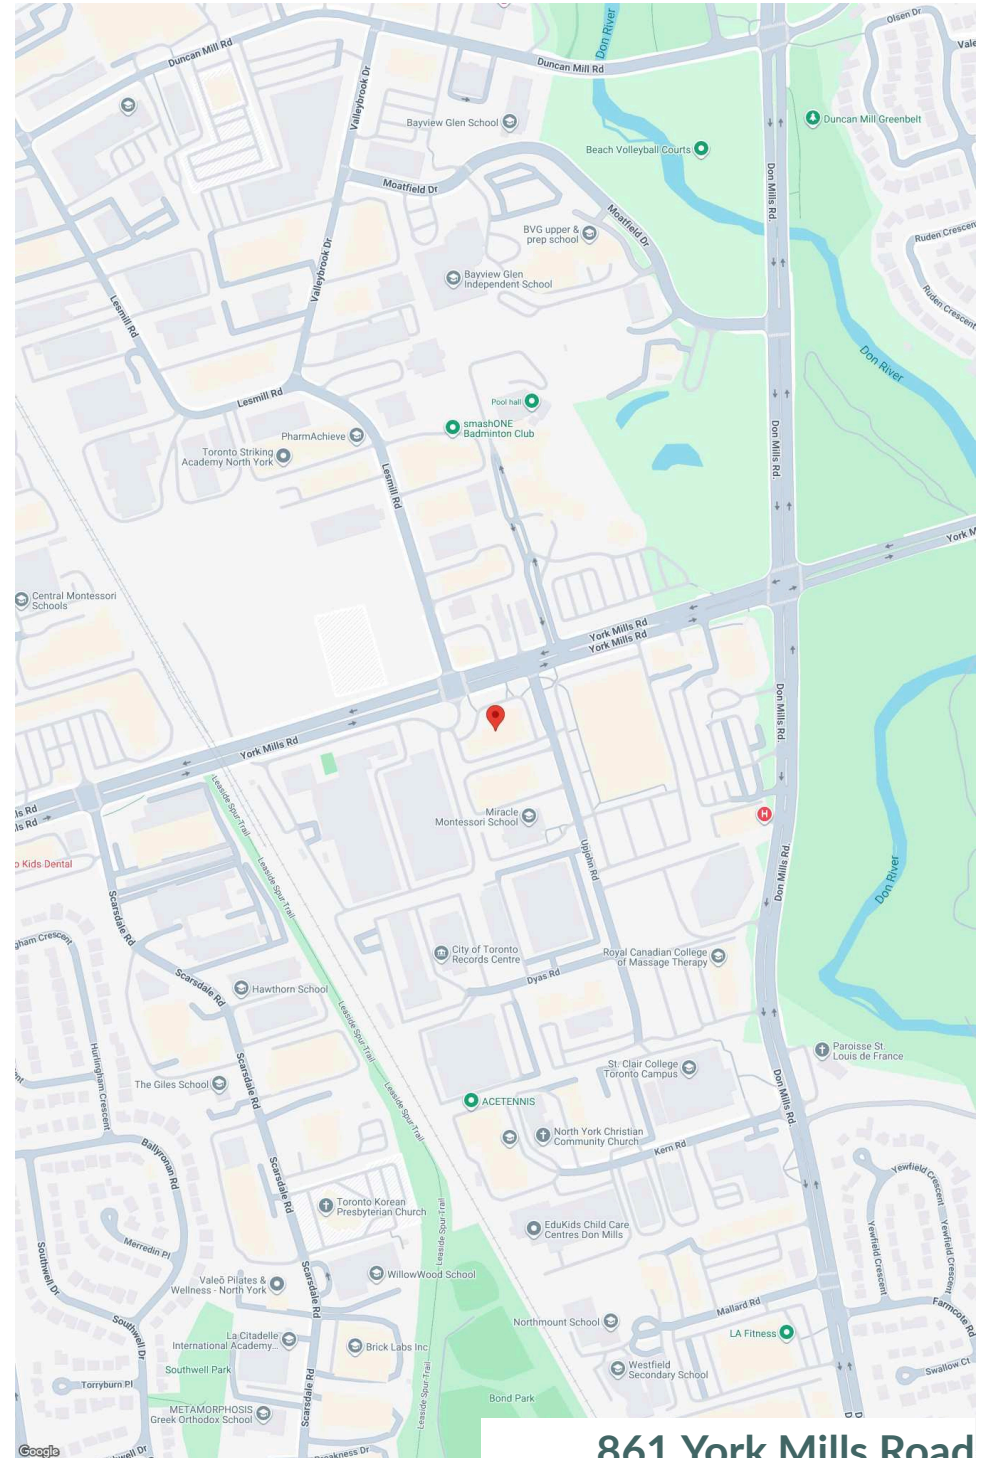 Olsen Dr
Duncan Mill Rd
Don River
Duncan Mill Rd
Valleybrook Dr
Bayview Glen School
Duncan Mill Greenbelt
Beach Volleyball Courts
Don Mills Rd.
Moatfield Dr
Moatfield Dr
BVG upper &
prep school
Ruden Crescent
Valleybrook Dr
Bayview Glen
Independent School
Lesmill Rd
Ruden Crescent
Don River
Lesmill Rd
Pool hall
smashONE
Badminton Club
PharmAchieve
Toronto Striking
Academy North York
Don Mills Rd.
Lesmill Rd
York M
Central Montessori
Schools
York Mills Rd
York Mills Rd
Don Mills Rd.
York Mills Rd
Leaside Spur-Trail
ls Rd
ls Rd
Miracle
Montessori School
H
Upjohn Rd
o Kids Dental
Leaside Spur-Trail
Don Mills Rd.
Don River
Scarsdale Rd
gham Crescent
City of Toronto
Records Centre
Royal Canadian College
of Massage Therapy
Dyas Rd
Scarsdale Rd
Hawthorn School
Leaside Spur-Trail
Paroisse St.
Louis de France
Hurlingham Crescent
St. Clair College
Toronto Campus
The Giles School
Scarsdale Rd
Don Mills Rd.
ACETENNIS
Leaside Spur-Trail
North York Christian
Community Church
Kern Rd
Ballyronan Rd
Yewfield Crescent
Scarsdale Rd
Toronto Korean
Presbyterian Church
Leaside Spur-Trail
EduKids Child Care
Centres Don Mills
Yewfield Crescent
Yewfield Crescent
Merredin Pl
Southwell Dr
WillowWood School
Valeō Pilates &
Wellness - North York
Scarsdale Rd
Mallard Rd
Farmcote Rd
Northmount School
LA Fitness
Southwell Dr
La Citadelle
International Academy...
Brick Labs Inc
Southwell Park
Westfield
Secondary School
Swallow Ct
Torryburn Pl
Scarsdale Rd
Leaside Spur-Trail
Bond Park
METAMORPHOSIS
Greek Orthodox School
Google
861 York Mills Road